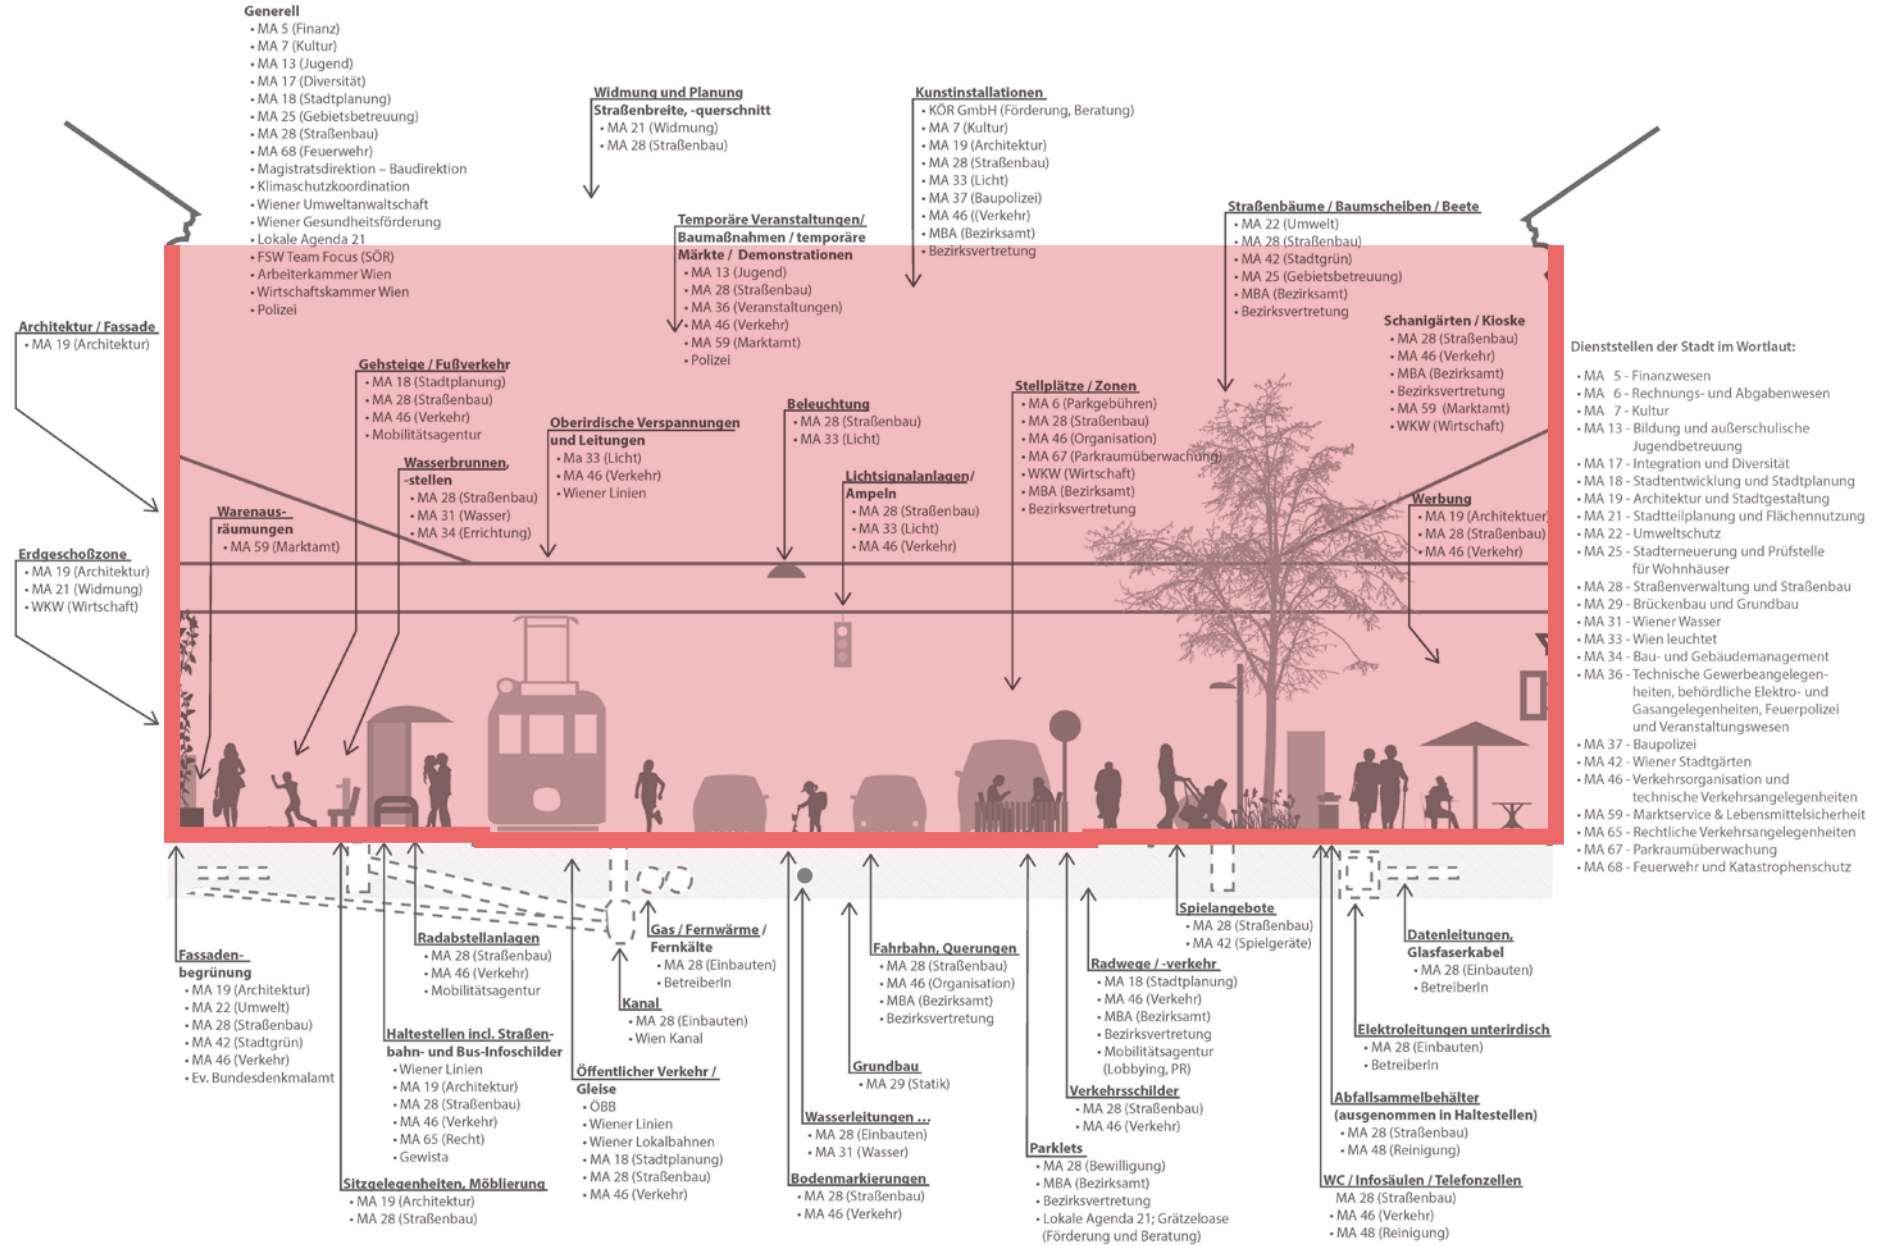 Generell
• MA 5 (Finanz)
• MA 7 (Kultur)
• MA 13 (Jugend)
• MA 17 (Diversität)
• MA 18 (Stadtplanung)
• MA 25 (Gebietsbetreuung)
• MA 28 (Straßenbau)
• MA 68 (Feuerwehr)
• Magistratsdirektion – Baudirektion
• Klimaschutzkoordination
• Wiener Umweltanwaltschaft
• Wiener Gesundheitsförderung
• Lokale Agenda 21
• FSW Team Focus (SÖR)
• Arbeiterkammer Wien
• Wirtschaftskammer Wien
• Polizei
Widmung und Planung
Straßenbreite, -querschnitt
• MA 21 (Widmung)
• MA 28 (Straßenbau)
Temporäre Veranstaltungen/
Baumaßnahmen / temporäre
Märkte / Demonstrationen
• MA 13 (Jugend)
• MA 28 (Straßenbau)
• MA 36 (Veranstaltungen)
• MA 46 (Verkehr)
• MA 59 (Marktamt)
• Polizei
Kunstinstallationen
• KÖR GmbH (Förderung, Beratung)
• MA 7 (Kultur)
• MA 19 (Architektur)
• MA 28 (Straßenbau)
• MA 33 (Licht)
• MA 37 (Baupolizei)
• MA 46 ((Verkehr)
• MBA (Bezirksamt)
• Bezirksvertretung
Straßenbäume / Baumscheiben / Beete
• MA 22 (Umwelt)
• MA 28 (Straßenbau)
• MA 42 (Stadtgrün)
• MA 25 (Gebietsbetreuung)
• MBA (Bezirksamt)
• Bezirksvertretung
Schanigärten / Kioske
• MA 28 (Straßenbau)
• MA 46 (Verkehr)
• MBA (Bezirksamt)
• Bezirksvertretung
• MA 59 (Marktamt)
• WKW (Wirtschaft)
Architektur / Fassade
• MA 19 (Architektur)
Gehsteige / Fußverkehr
• MA 18 (Stadtplanung)
• MA 28 (Straßenbau)
• MA 46 (Verkehr)
• Mobilitätsagentur
Wasserbrunnen,
-stellen
• MA 28 (Straßenbau)
• MA 31 (Wasser)
• MA 34 (Errichtung)
Oberirdische Verspannungen
und Leitungen
• Ma 33 (Licht)
• MA 46 (Verkehr)
• Wiener Linien
Beleuchtung
• MA 28 (Straßenbau)
• MA 33 (Licht)
Lichtsignalanlagen/
Ampeln
• MA 28 (Straßenbau)
• MA 33 (Licht)
• MA 46 (Verkehr)
Stellplätze / Zonen
• MA 6 (Parkgebühren)
• MA 28 (Straßenbau)
• MA 46 (Organisation)
• MA 67 (Parkraumüberwachung)
• WKW (Wirtschaft)
• MBA (Bezirksamt)
• Bezirksvertretung
Werbung
• MA 19 (Architektuer)
• MA 28 (Straßenbau)
• MA 46 (Verkehr)
Warenaus-
räumungen
• MA 59 (Marktamt)
Erdgeschoßzone
• MA 19 (Architektur)
• MA 21 (Widmung)
• WKW (Wirtschaft)
Dienststellen der Stadt im Wortlaut:
• MA 5 - Finanzwesen
• MA 6 - Rechnungs- und Abgabenwesen
• MA 7 - Kultur
• MA 13 - Bildung und außerschulische
Jugendbetreuung
• MA 17 - Integration und Diversität
• MA 18 - Stadtentwicklung und Stadtplanung
• MA 19 - Architektur und Stadtgestaltung
• MA 21 - Stadtteilplanung und Flächennutzung
• MA 22 - Umweltschutz
• MA 25 - Stadterneuerung und Prüfstelle
für Wohnhäuser
• MA 28 - Straßenverwaltung und Straßenbau
• MA 29 - Brückenbau und Grundbau
• MA 31 - Wiener Wasser
• MA 33 - Wien leuchtet
• MA 34 - Bau- und Gebäudemanagement
• MA 36 - Technische Gewerbeangelegen-
heiten, behördliche Elektro- und
Gasangelegenheiten, Feuerpolizei
und Veranstaltungswesen
• MA 37 - Baupolizei
• MA 42 - Wiener Stadtgärten
• MA 46 - Verkehrsorganisation und
technische Verkehrsangelegenheiten
• MA 59 - Marktservice & Lebensmittelsicherheit
• MA 65 - Rechtliche Verkehrsangelegenheiten
• MA 67 - Parkraumüberwachung
• MA 68 - Feuerwehr und Katastrophenschutz
Fassaden-
begrünung
• MA 19 (Architektur)
• MA 22 (Umwelt)
• MA 28 (Straßenbau)
• MA 42 (Stadtgrün)
• MA 46 (Verkehr)
• Ev. Bundesdenkmalamt
Radabstellanlagen
• MA 28 (Straßenbau)
• MA 46 (Verkehr)
• Mobilitätsagentur
Haltestellen incl. Straßen-
bahn- und Bus-Infoschilder
• Wiener Linien
• MA 19 (Architektur)
• MA 28 (Straßenbau)
• MA 46 (Verkehr)
• MA 65 (Recht)
• Gewista
Sitzgelegenheiten, Möblierung
• MA 19 (Architektur)
• MA 28 (Straßenbau)
Gas / Fernwärme /
Fernkälte
• MA 28 (Einbauten)
• BetreiberIn
Kanal
• MA 28 (Einbauten)
• Wien Kanal
Öffentlicher Verkehr /
Gleise
• ÖBB
• Wiener Linien
• Wiener Lokalbahnen
• MA 18 (Stadtplanung)
• MA 28 (Straßenbau)
• MA 46 (Verkehr)
Fahrbahn, Querungen
• MA 28 (Straßenbau)
• MA 46 (Organisation)
• MBA (Bezirksamt)
• Bezirksvertretung
Grundbau
• MA 29 (Statik)
Wasserleitungen ...
• MA 28 (Einbauten)
• MA 31 (Wasser)
Bodenmarkierungen
• MA 28 (Straßenbau)
• MA 46 (Verkehr)
Radwege / -verkehr
• MA 18 (Stadtplanung)
• MA 46 (Verkehr)
• MBA (Bezirksamt)
• Bezirksvertretung
• Mobilitätsagentur
(Lobbying, PR)
Verkehrsschilder
• MA 28 (Straßenbau)
• MA 46 (Verkehr)
Parklets
• MA 28 (Bewilligung)
• MBA (Bezirksamt)
• Bezirksvertretung
• Lokale Agenda 21; Grätzeloase
(Förderung und Beratung)
Spielangebote
• MA 28 (Straßenbau)
• MA 42 (Spielgeräte)
Datenleitungen,
Glasfaserkabel
• MA 28 (Einbauten)
• BetreiberIn
Elektroleitungen unterirdisch
• MA 28 (Einbauten)
• BetreiberIn
Abfallsammelbehälter
(ausgenommen in Haltestellen)
• MA 28 (Straßenbau)
• MA 48 (Reinigung)
WC / Infosäulen / Telefonzellen
MA 28 (Straßenbau)
• MA 46 (Verkehr)
• MA 48 (Reinigung)